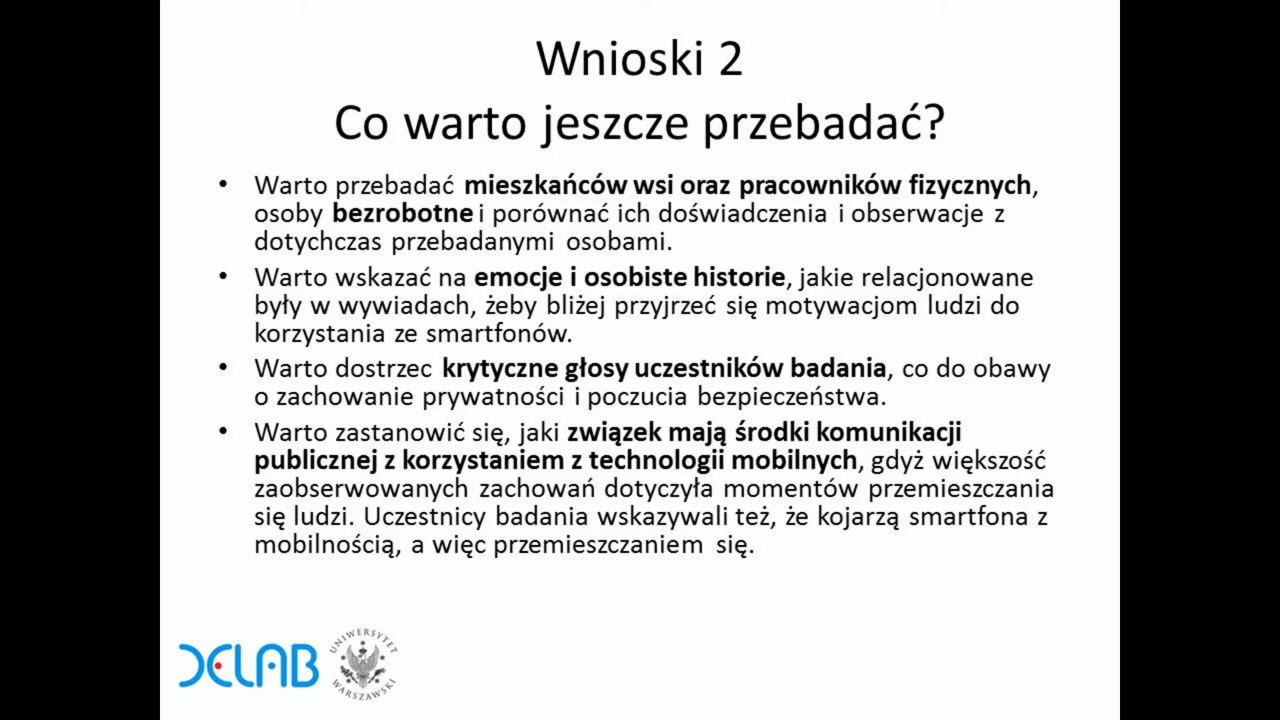 Wnioski 2
Co warto jeszcze przebadać?
• Warto przebadać mieszkańców wsi oraz pracowników fizycznych,
osoby bezrobotne i porównać ich doświadczenia i obserwacje z
dotychczas przebadanymi osobami.
• Warto wskazać na emocje i osobiste historie, jakie relacjonowane
były w wywiadach, żeby bliżej przyjrzeć się motywacjom ludzi do
korzystania ze smartfonów.
• Warto dostrzec krytyczne głosy uczestników badania, co do obawy
o zachowanie prywatności i poczucia bezpieczeństwa.
• Warto zastanowić się, jaki związek mają środki komunikacji
publicznej z korzystaniem z technologii mobilnych, gdyż większość
zaobserwowanych zachowań dotyczyła momentów przemieszczania
się ludzi. Uczestnicy badania wskazywali też, że kojarzą smartfona z
mobilnością, a więc przemieszczaniem się.
DELAB
UNIWERSYTET
WARSZAWSKI